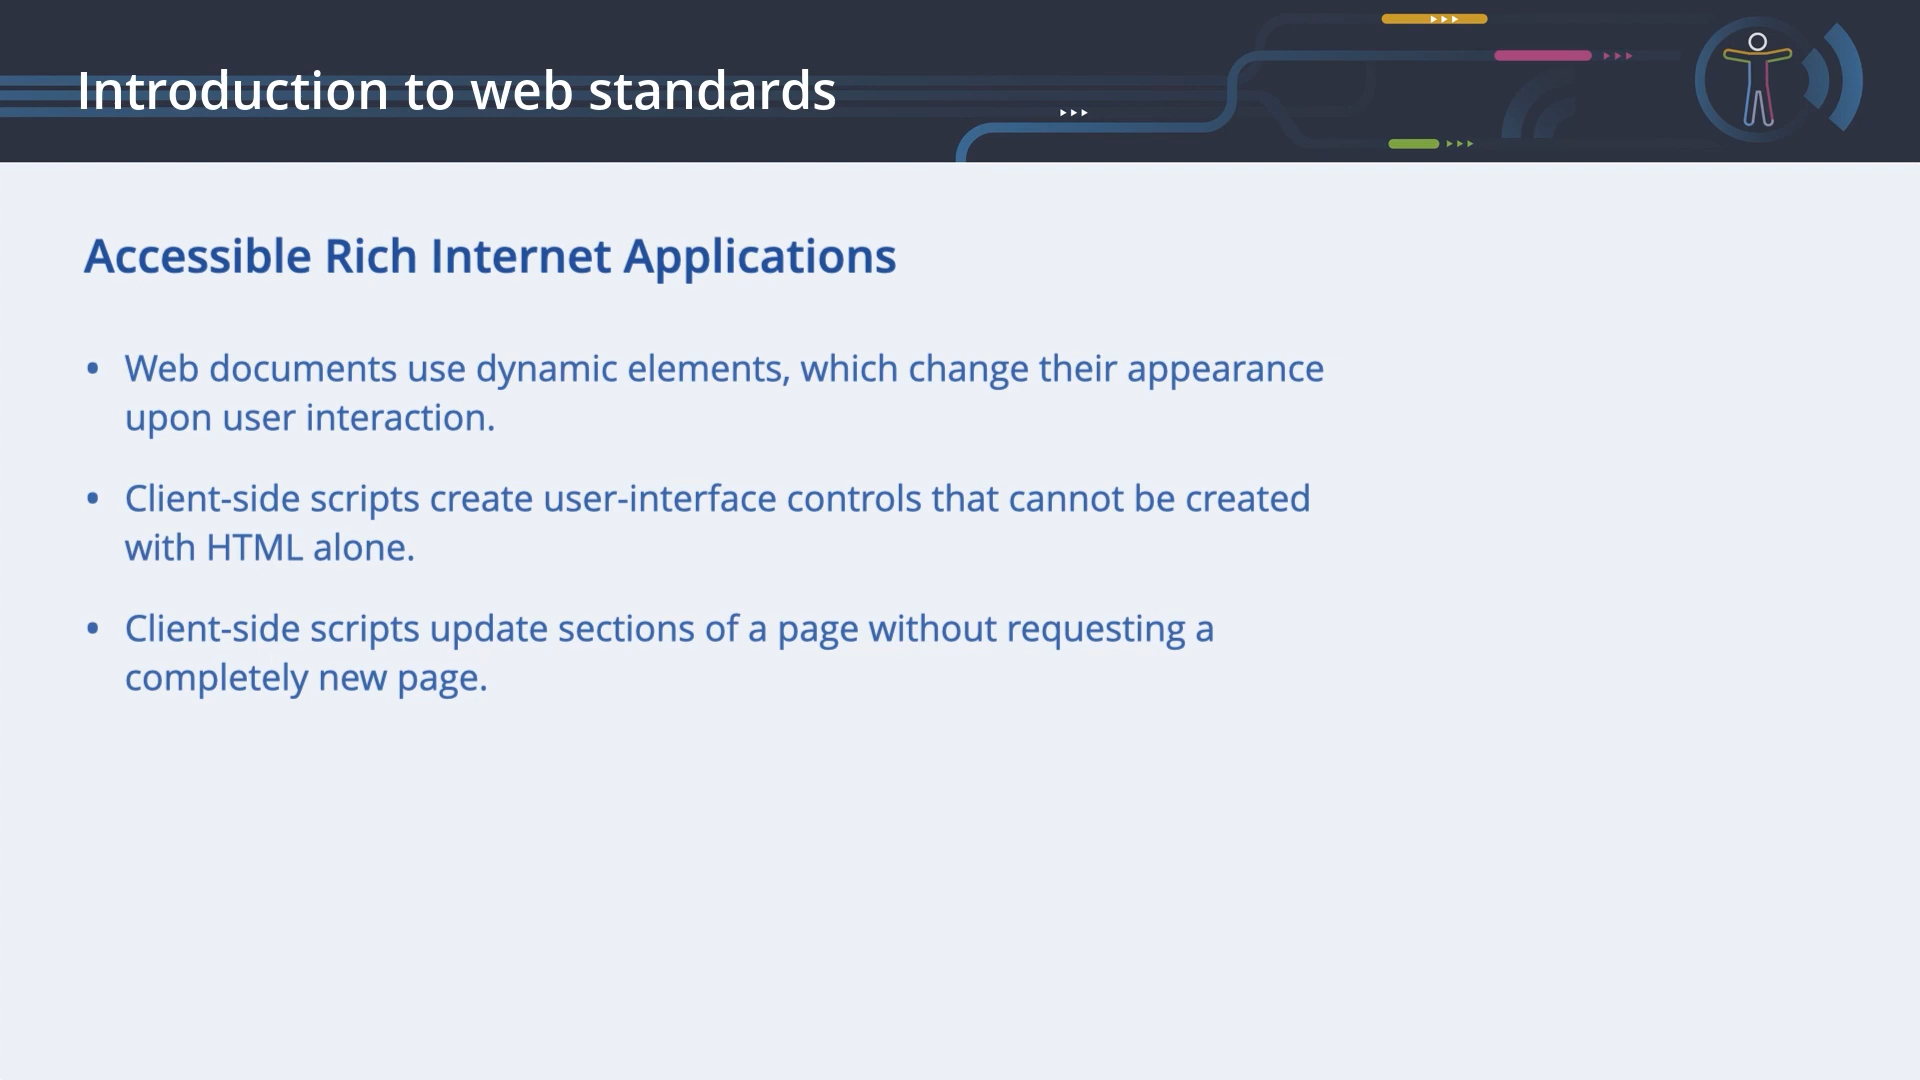 Introduction to web standards
Accessible Rich Internet Applications
• Web documents use dynamic elements, which change their appearance
upon user interaction.
• Client-side scripts create user-interface controls that cannot be created
with HTML alone.
• Client-side scripts update sections of a page without requesting a
completely new page.